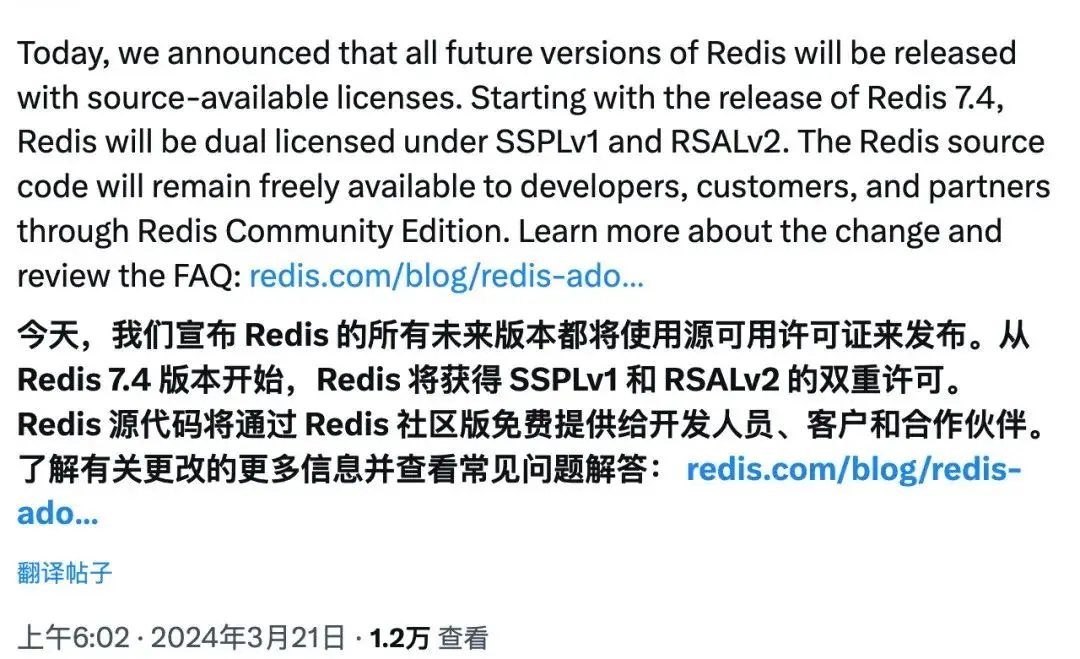 Today, we announced that all future versions of Redis will be released
with source-available licenses. Starting with the release of Redis 7.4,
Redis will be dual licensed under SSPLv1 and RSALv2. The Redis source
code will remain freely available to developers, customers, and partners
through Redis Community Edition. Learn more about the change and
review the FAQ: redis.com/blog/redis-ado...
今天，我们宣布 Redis 的所有未来版本都将使用源可用许可证来发布。从
Redis 7.4 版本开始，Redis 将获得 SSPLv1 和 RSALv2 的双重许可。
Redis 源代码将通过 Redis 社区版免费提供给开发人员、客户和合作伙伴。
了解有关更改的更多信息并查看常见问题解答： redis.com/blog/redis-
ado...
翻译帖子
上午6:02 · 2024年3月21日 · 1.2万 查看